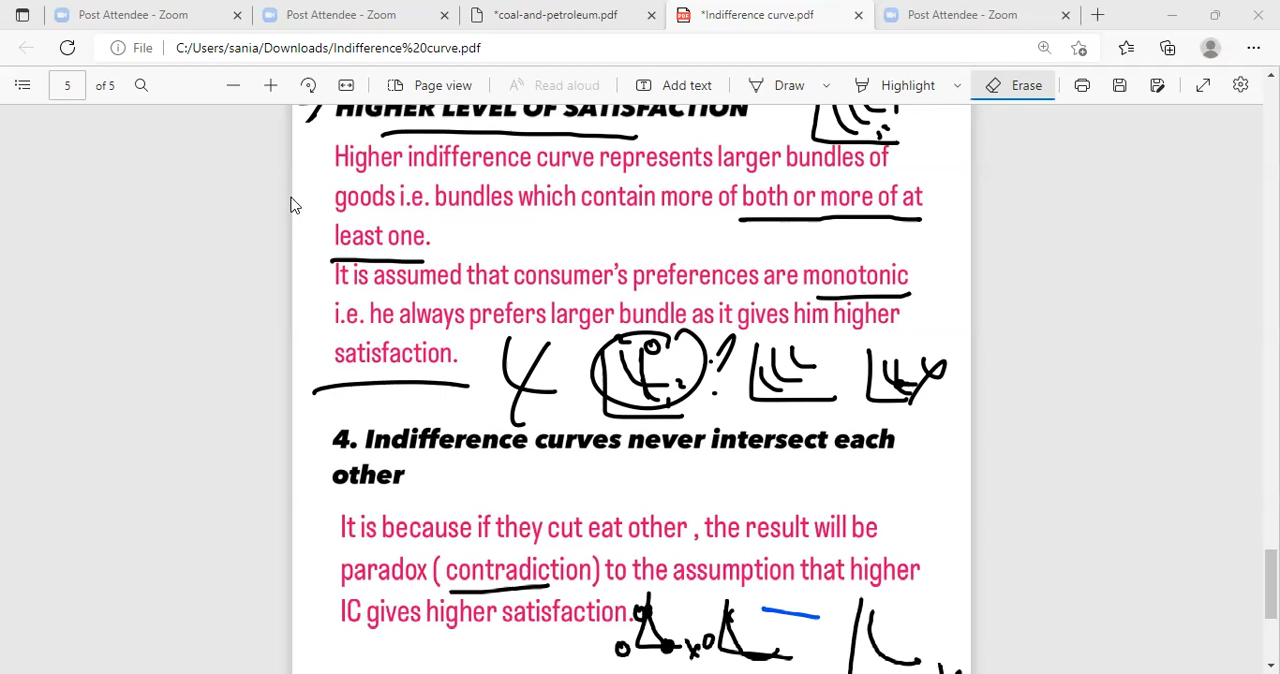 Post Attendee - Zoom
Post Attendee - Zoom
*coal-and-petroleum.pdf
*Indifference curve.pdf
Post Attendee - Zoom
File
C:/Users/sania/Downloads/Indifference%20curve.pdf
5 of 5
Page view
Read aloud
Add text
Draw
Highlight
Erase
HIGHER LEVEL OF SATISFACTION
Higher indifference curve represents larger bundles of
goods i.e. bundles which contain more of both or more of at
least one.
It is assumed that consumer's preferences are monotonic
i.e. he always prefers larger bundle as it gives him higher
satisfaction.
4. Indifference curves never intersect each
other
It is because if they cut eat other , the result will be
paradox ( contradiction) to the assumption that higher
IC gives higher satisfaction.